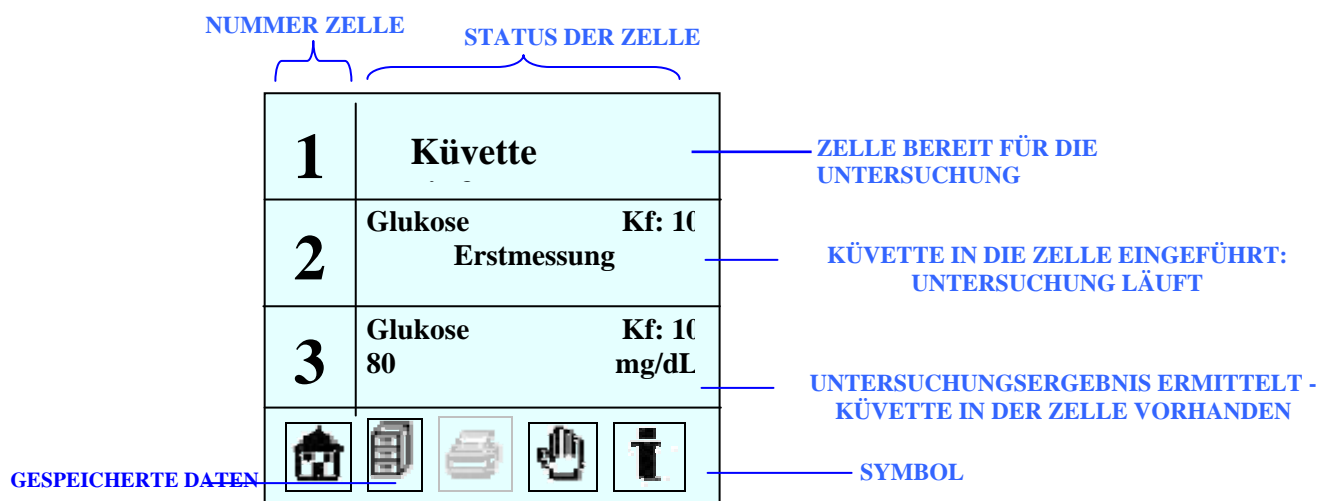 NUMMER ZELLE
STATUS DER ZELLE
1
Küvette
ZELLE BEREIT FÜR DIE
UNTERSUCHUNG
2
Glukose Kf: 10
Erstmessung
KÜVETTE IN DIE ZELLE EINGEFÜHRT:
UNTERSUCHUNG LÄUFT
3
Glukose Kf: 10
80 mg/dL
UNTERSUCHUNGSERGEBNIS ERMITTELT -
KÜVETTE IN DER ZELLE VORHANDEN
GESPEICHERTE DATEN
SYMBOL